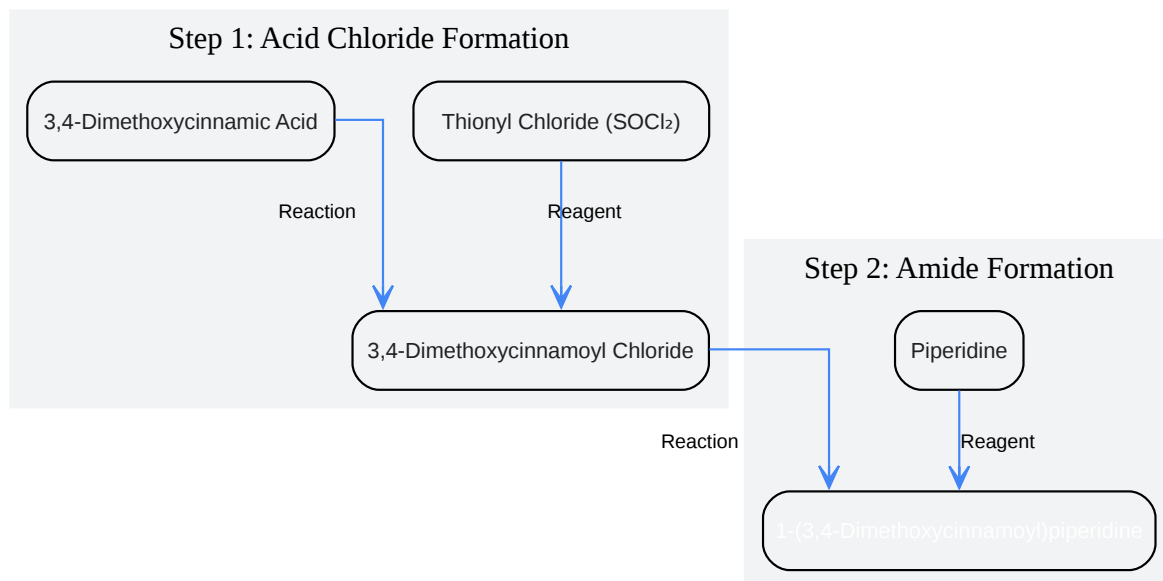 Step 1: Acid Chloride Formation
3,4-Dimethoxycinnamic Acid
Thionyl Chloride (SOCl₂)
Reaction
Reagent
3,4-Dimethoxycinnamoyl Chloride
Step 2: Amide Formation
Piperidine
Reaction
Reagent
1-(3,4-Dimethoxycinnamoyl)piperidine